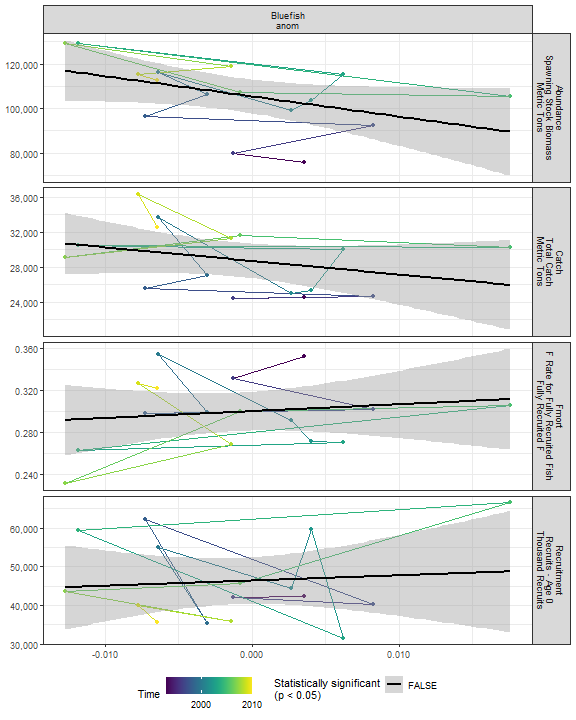 Bluefish
anom
120,000
100,000
80,000
Abundance
Spawning Stock Biomass
Metric Tons
36,000
32,000
28,000
24,000
Catch
Total Catch
Metric Tons
0.360
0.320
0.280
0.240
Fmort
F Rate for Fully Recruited Fish
Fully Recruited F
60,000
50,000
40,000
30,000
Recruitment
Recruits - Age 0
Thousand Recruits
-0.010
0.000
0.010
Time
2000
2010
Statistically significant
(p < 0.05)
FALSE